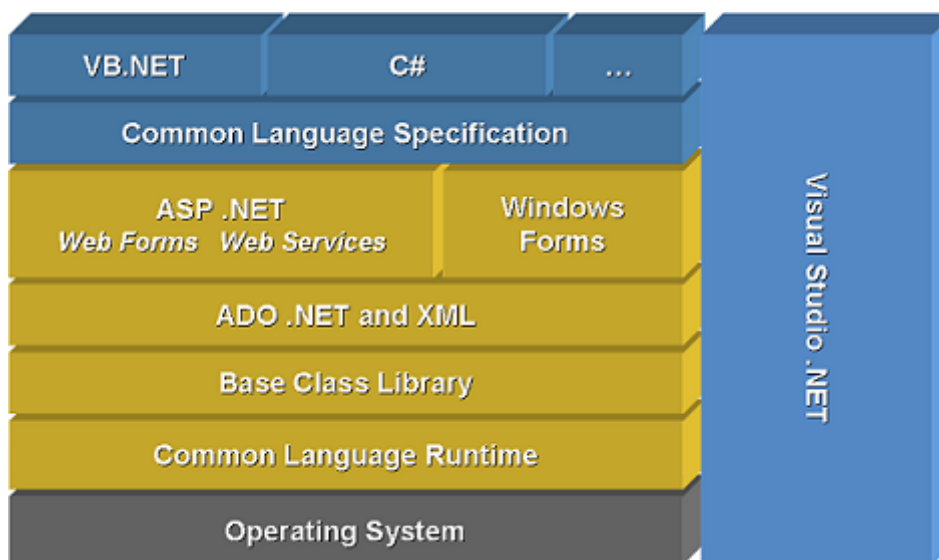 VB.NET
C#
...
Common Language Specification
ASP .NET
Web Forms Web Services
Windows
Forms
ADO .NET and XML
Base Class Library
Common Language Runtime
Operating System
Visual Studio .NET